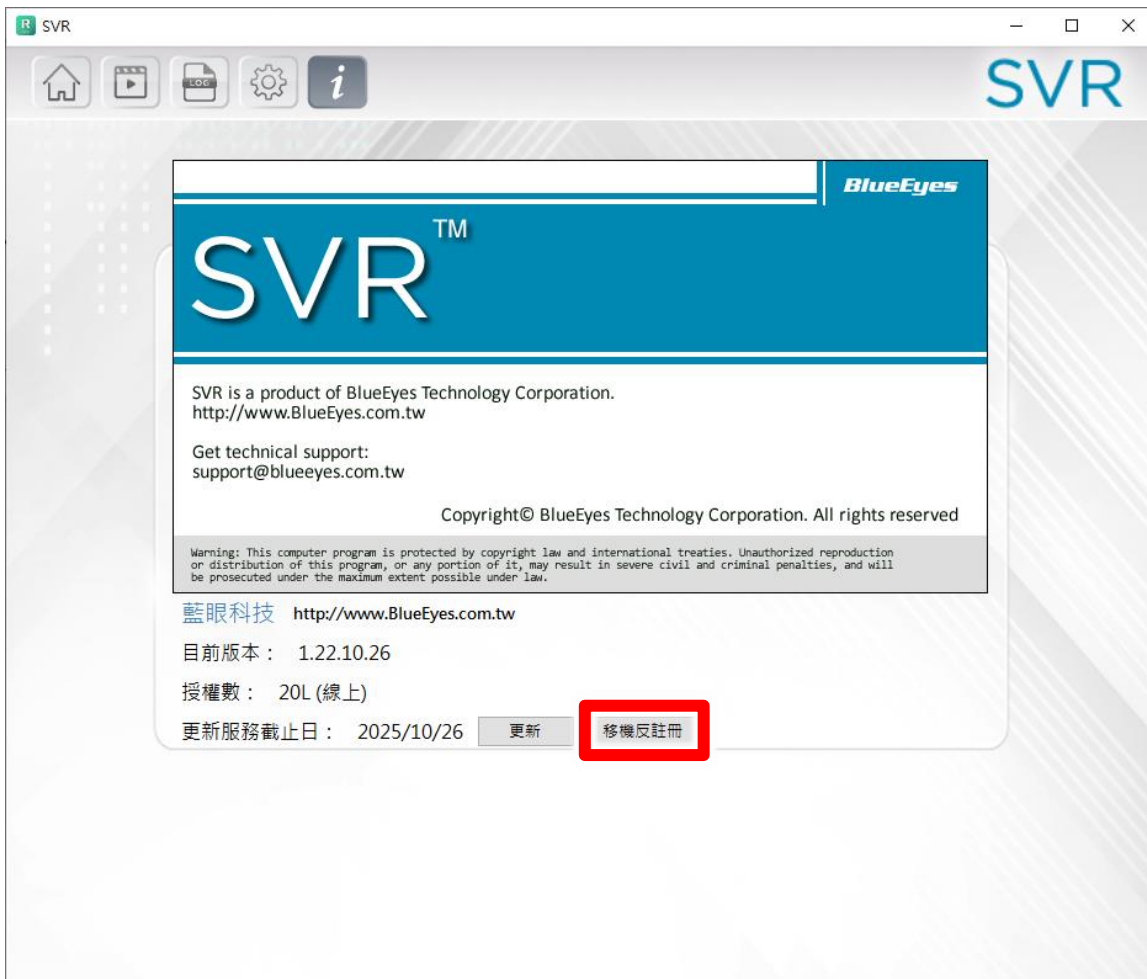 SVR
LOG
i
SVR
BlueEyes
SVR™
SVR is a product of BlueEyes Technology Corporation.
http://www.BlueEyes.com.tw
Get technical support:
support@blueeyes.com.tw
Copyright© BlueEyes Technology Corporation. All rights reserved
Warning: This computer program is protected by copyright law and international treaties. Unauthorized reproduction
or distribution of this program, or any portion of it, may result in severe civil and criminal penalties, and will
be prosecuted under the maximum extent possible under law.
藍眼科技 http://www.BlueEyes.com.tw
目前版本： 1.22.10.26
授權數： 20L (線上)
更新服務截止日： 2025/10/26 更新 移機反註冊